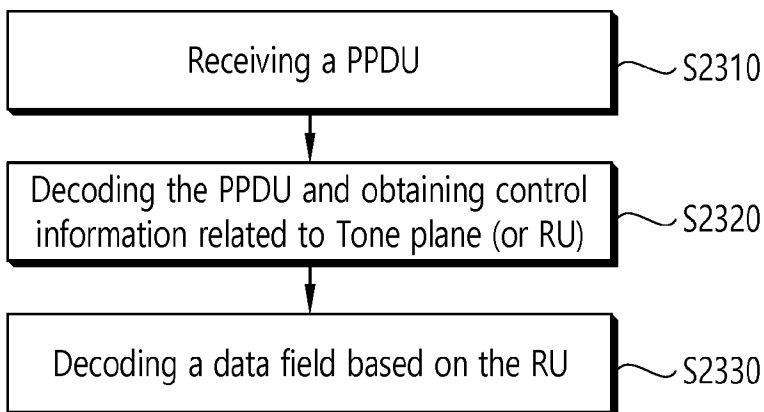 Receiving a PPDU
S2310
Decoding the PPDU and obtaining control
information related to Tone plane (or RU)
S2320
Decoding a data field based on the RU
S2330